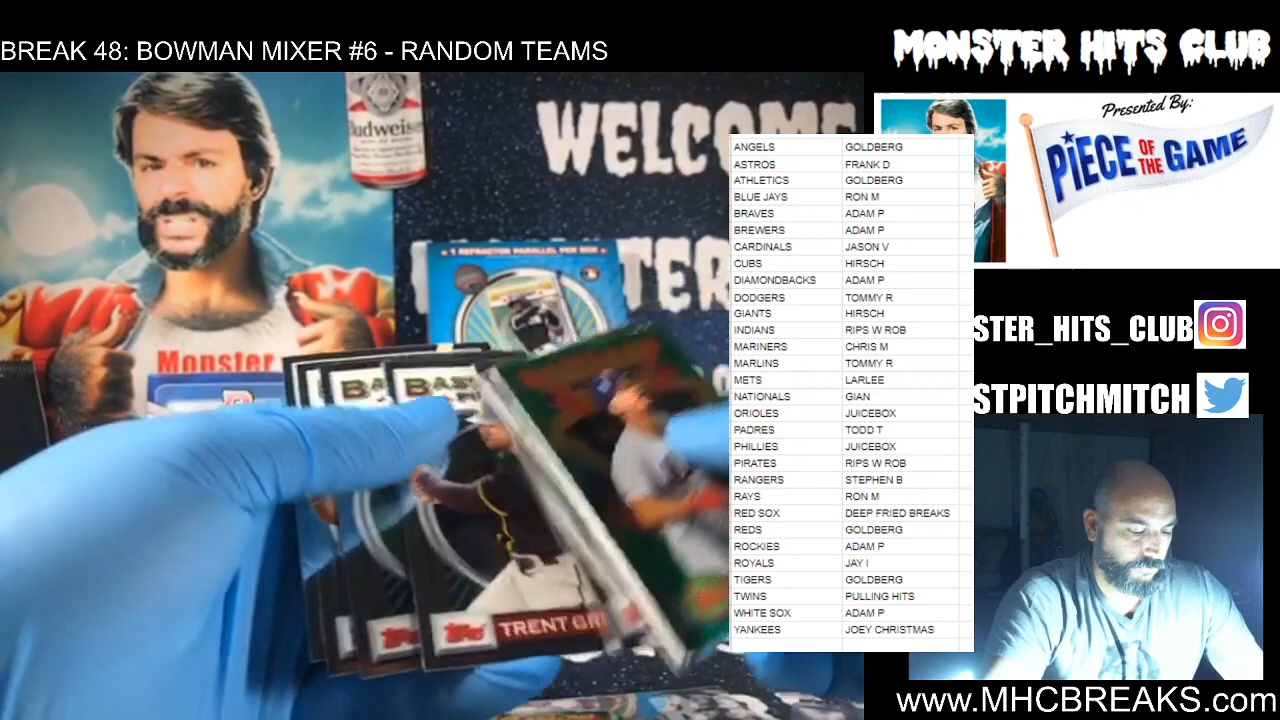 BREAK 48: BOWMAN MIXER #6 - RANDOM TEAMS
MONSTER HITS CLUB
Presented By:
PIECE OF THE GAME
Budweiser
WELCOME
* 1 REFRACTOR PARALLEL PER BOX *
Monster
ANGELS GOLDBERG
ASTROS FRANK D
ATHLETICS GOLDBERG
BLUE JAYS RON M
BRAVES ADAM P
BREWERS ADAM P
CARDINALS JASON V
CUBS HIRSCH
DIAMONDBACKS ADAM P
DODGERS TOMMY R
GIANTS HIRSCH
INDIANS RIPS W ROB
MARINERS CHRIS M
MARLINS TOMMY R
METS LARLEE
NATIONALS GIAN
ORIOLES JUICEBOX
PADRES TODD T
PHILLIES JUICEBOX
PIRATES RIPS W ROB
RANGERS STEPHEN B
RAYS RON M
RED SOX DEEP FRIED BREAKS
REDS GOLDBERG
ROCKIES ADAM P
ROYALS JAY I
TIGERS GOLDBERG
TWINS PULLING HITS
WHITE SOX ADAM P
YANKEES JOEY CHRISTMAS
STER_HITS_CLUB
STPITCHMITCH
Topps TRENT GR
www.MHCBREAKS.com